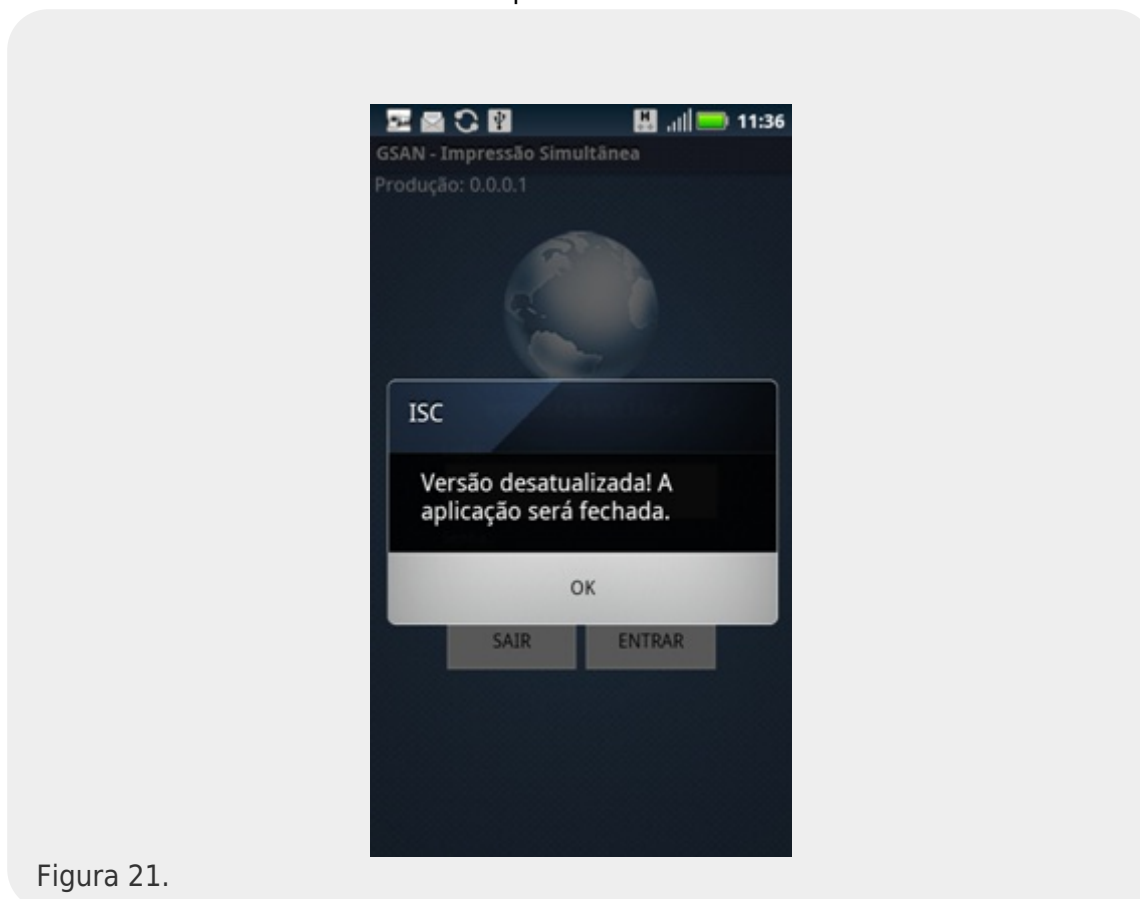 11:36
GSAN - Impressão Simultânea
Produção: 0.0.0.1
ISC
Versão desatualizada! A
aplicação será fechada.
OK
SAIR ENTRAR
Figura 21.